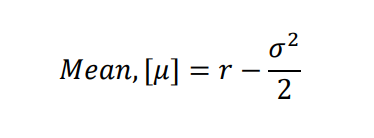 Mean, [μ] = r − σ²/2